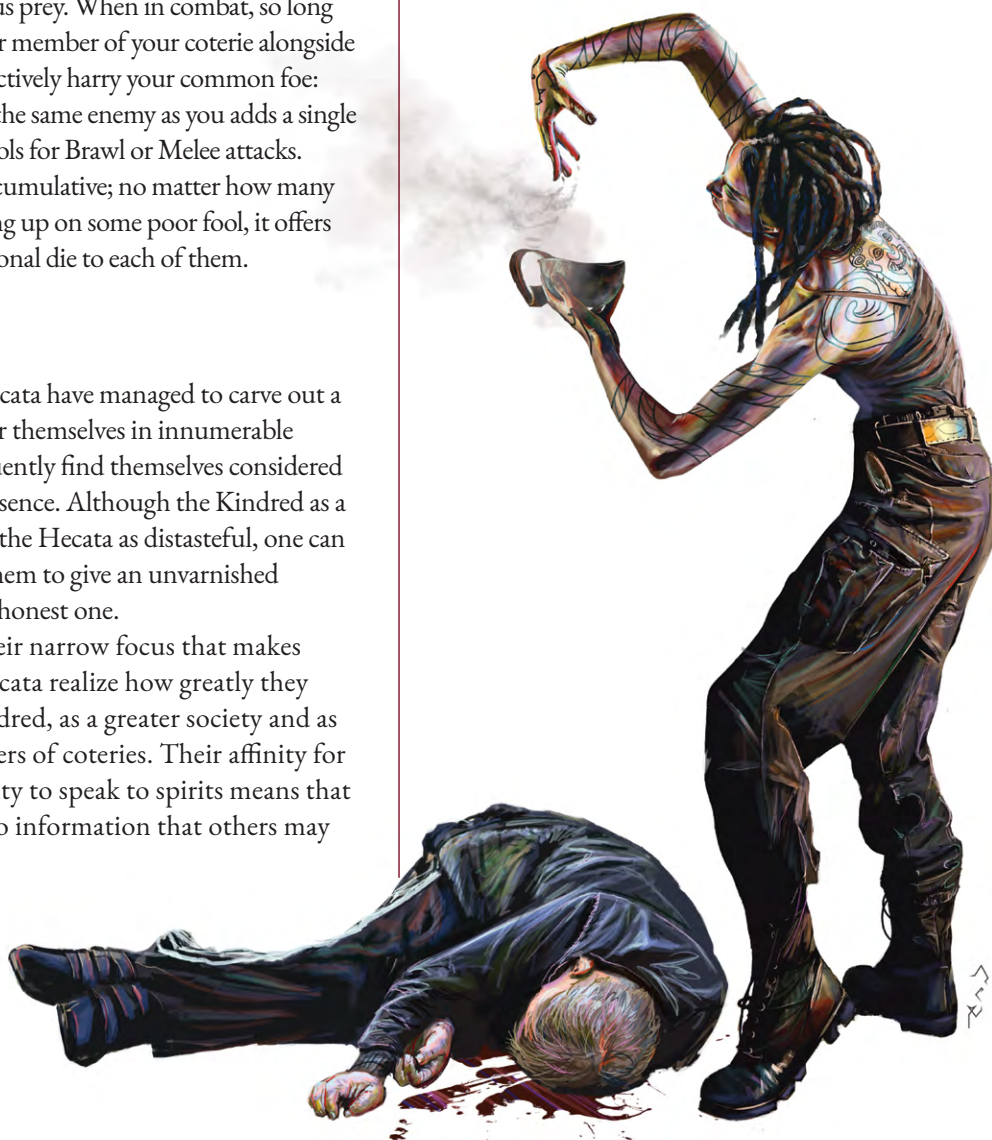 us prey. When in combat, so long
r member of your coterie alongside
ctively harry your common foe:
the same enemy as you adds a single
ols for Brawl or Melee attacks.
cumulative; no matter how many
ng up on some poor fool, it offers
onal die to each of them.
cata have managed to carve out a
r themselves in innumerable
uently find themselves considered
sence. Although the Kindred as a
the Hecata as distasteful, one can
hem to give an unvarnished
honest one.
eir narrow focus that makes
cata realize how greatly they
dred, as a greater society and as
ers of coteries. Their affinity for
ity to speak to spirits means that
o information that others may